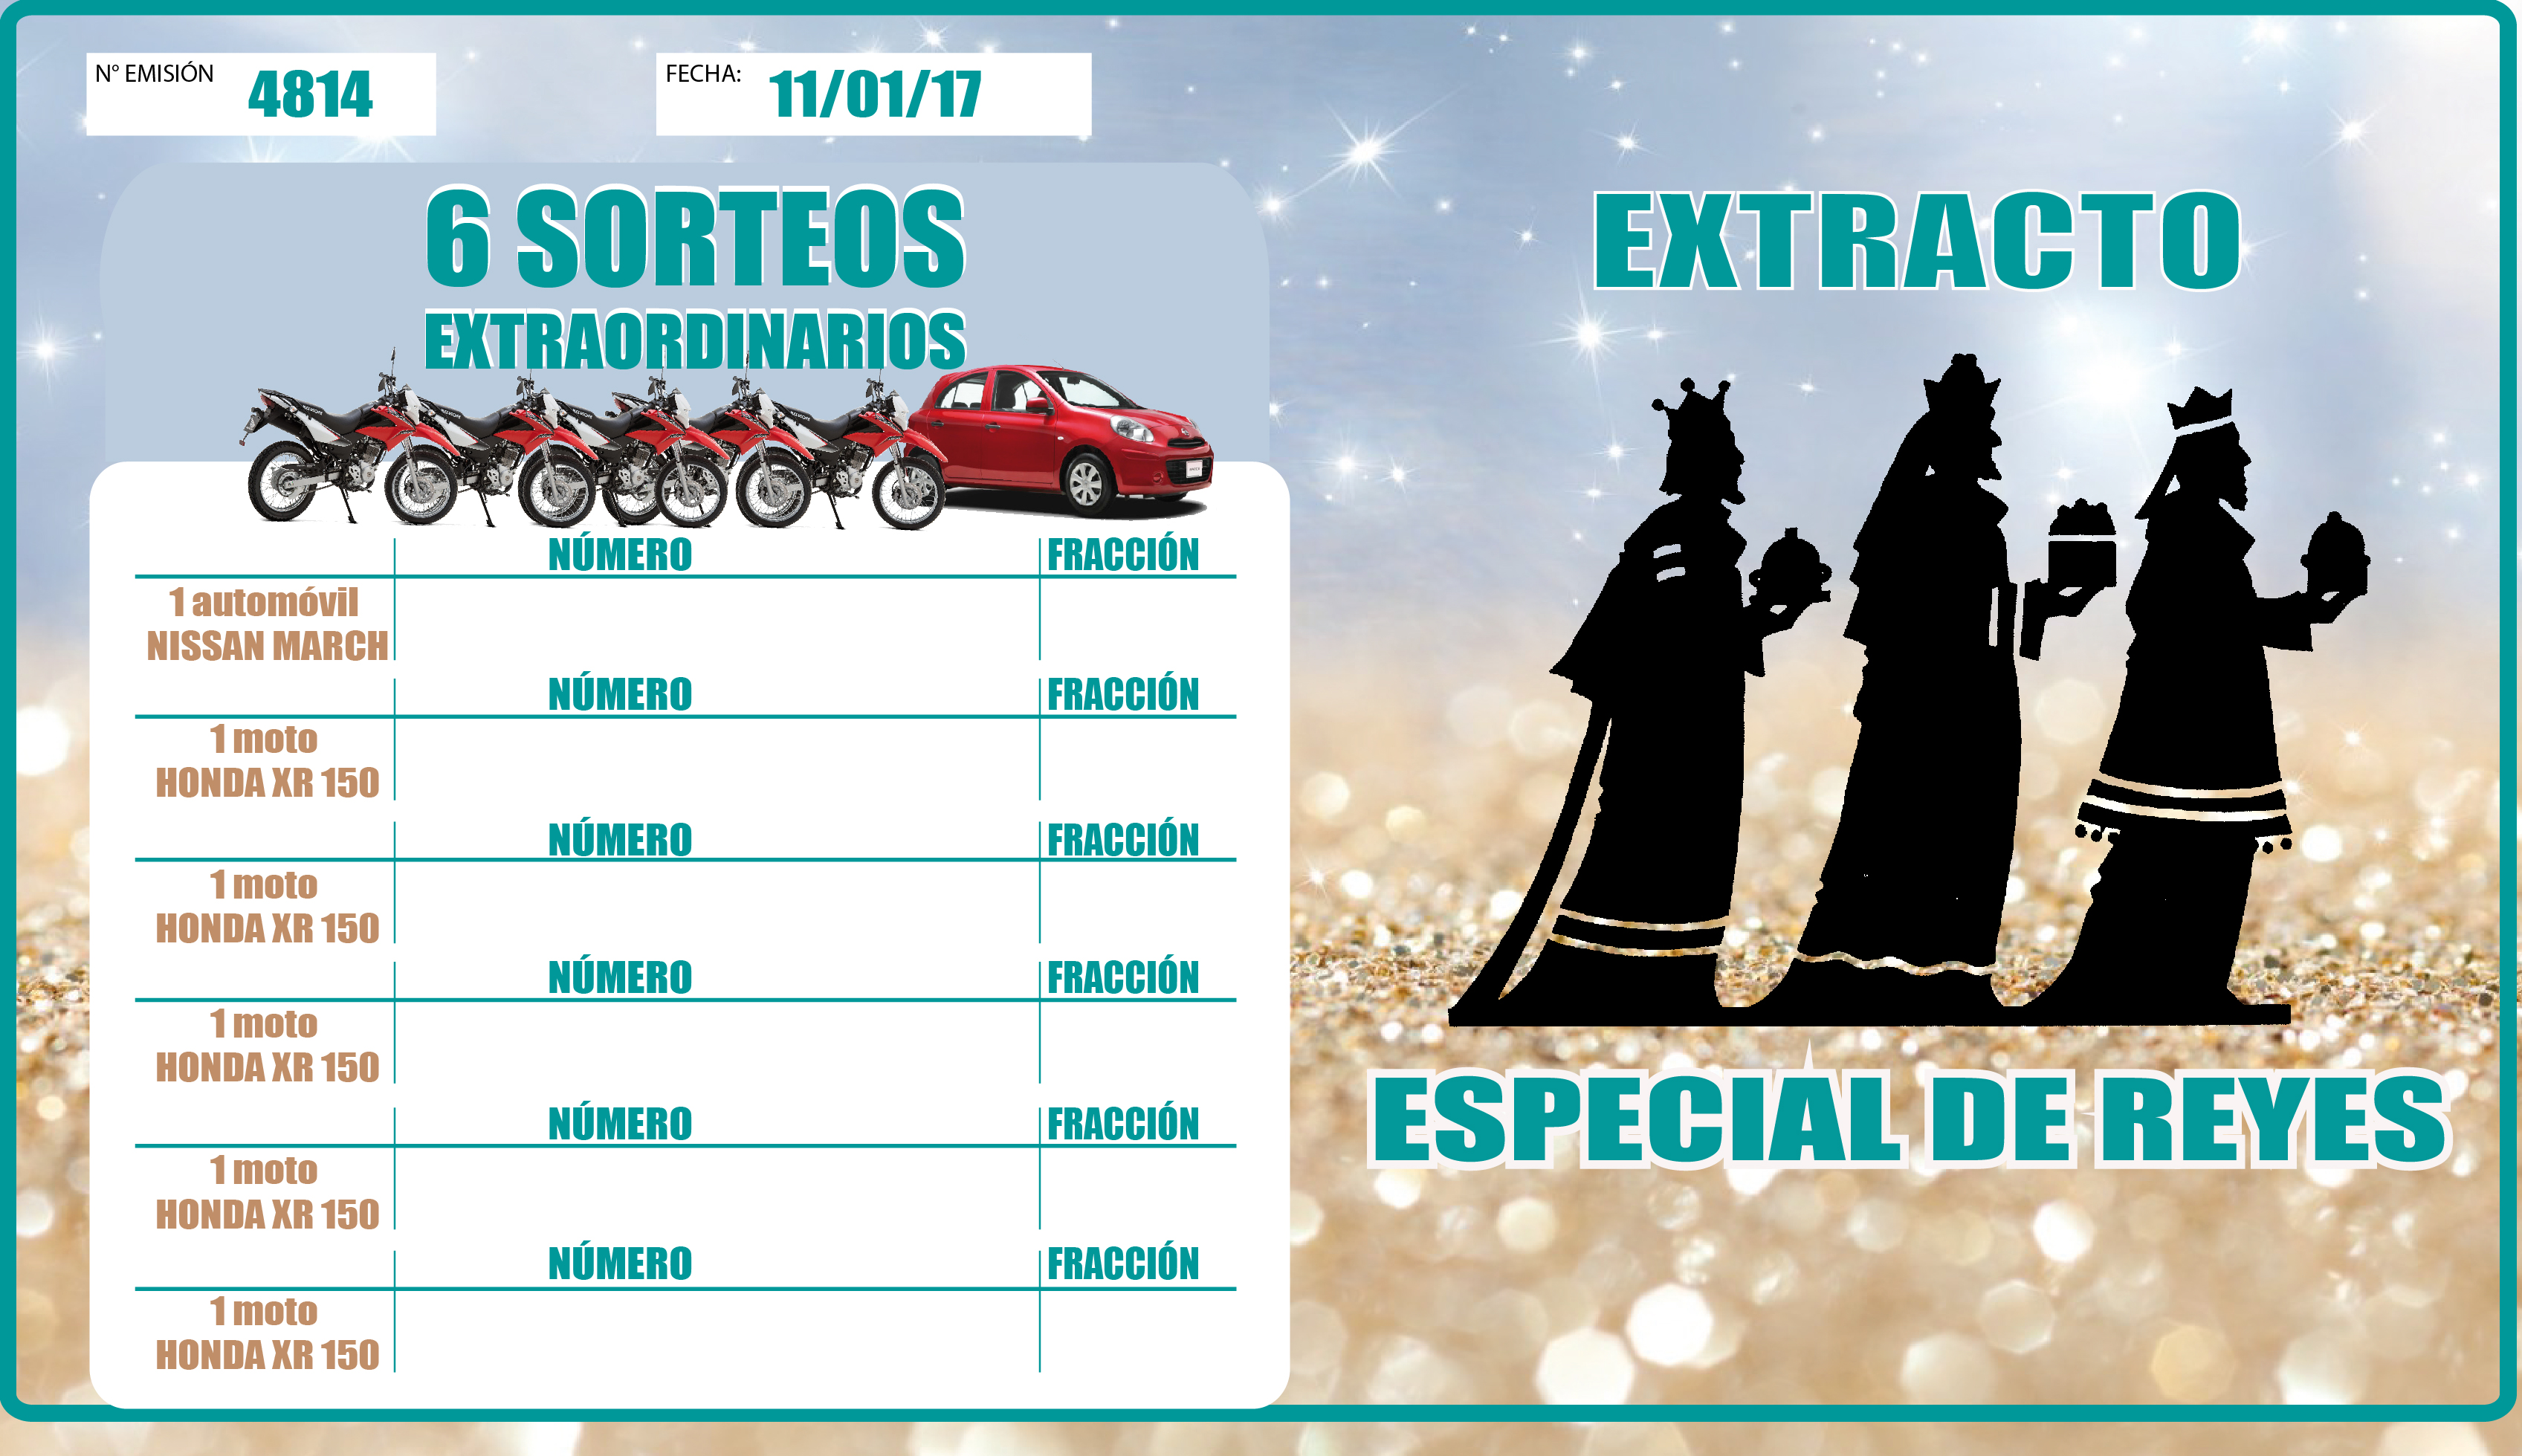 N° EMISIÓN 4814
FECHA: 11/01/17
6 SORTEOS
EXTRAORDINARIOS
NÚMERO FRACCIÓN
1 automóvil
NISSAN MARCH
NÚMERO FRACCIÓN
1 moto
HONDA XR 150
NÚMERO FRACCIÓN
1 moto
HONDA XR 150
NÚMERO FRACCIÓN
1 moto
HONDA XR 150
NÚMERO FRACCIÓN
1 moto
HONDA XR 150
NÚMERO FRACCIÓN
1 moto
HONDA XR 150
EXTRACTO
ESPECIAL DE REYES